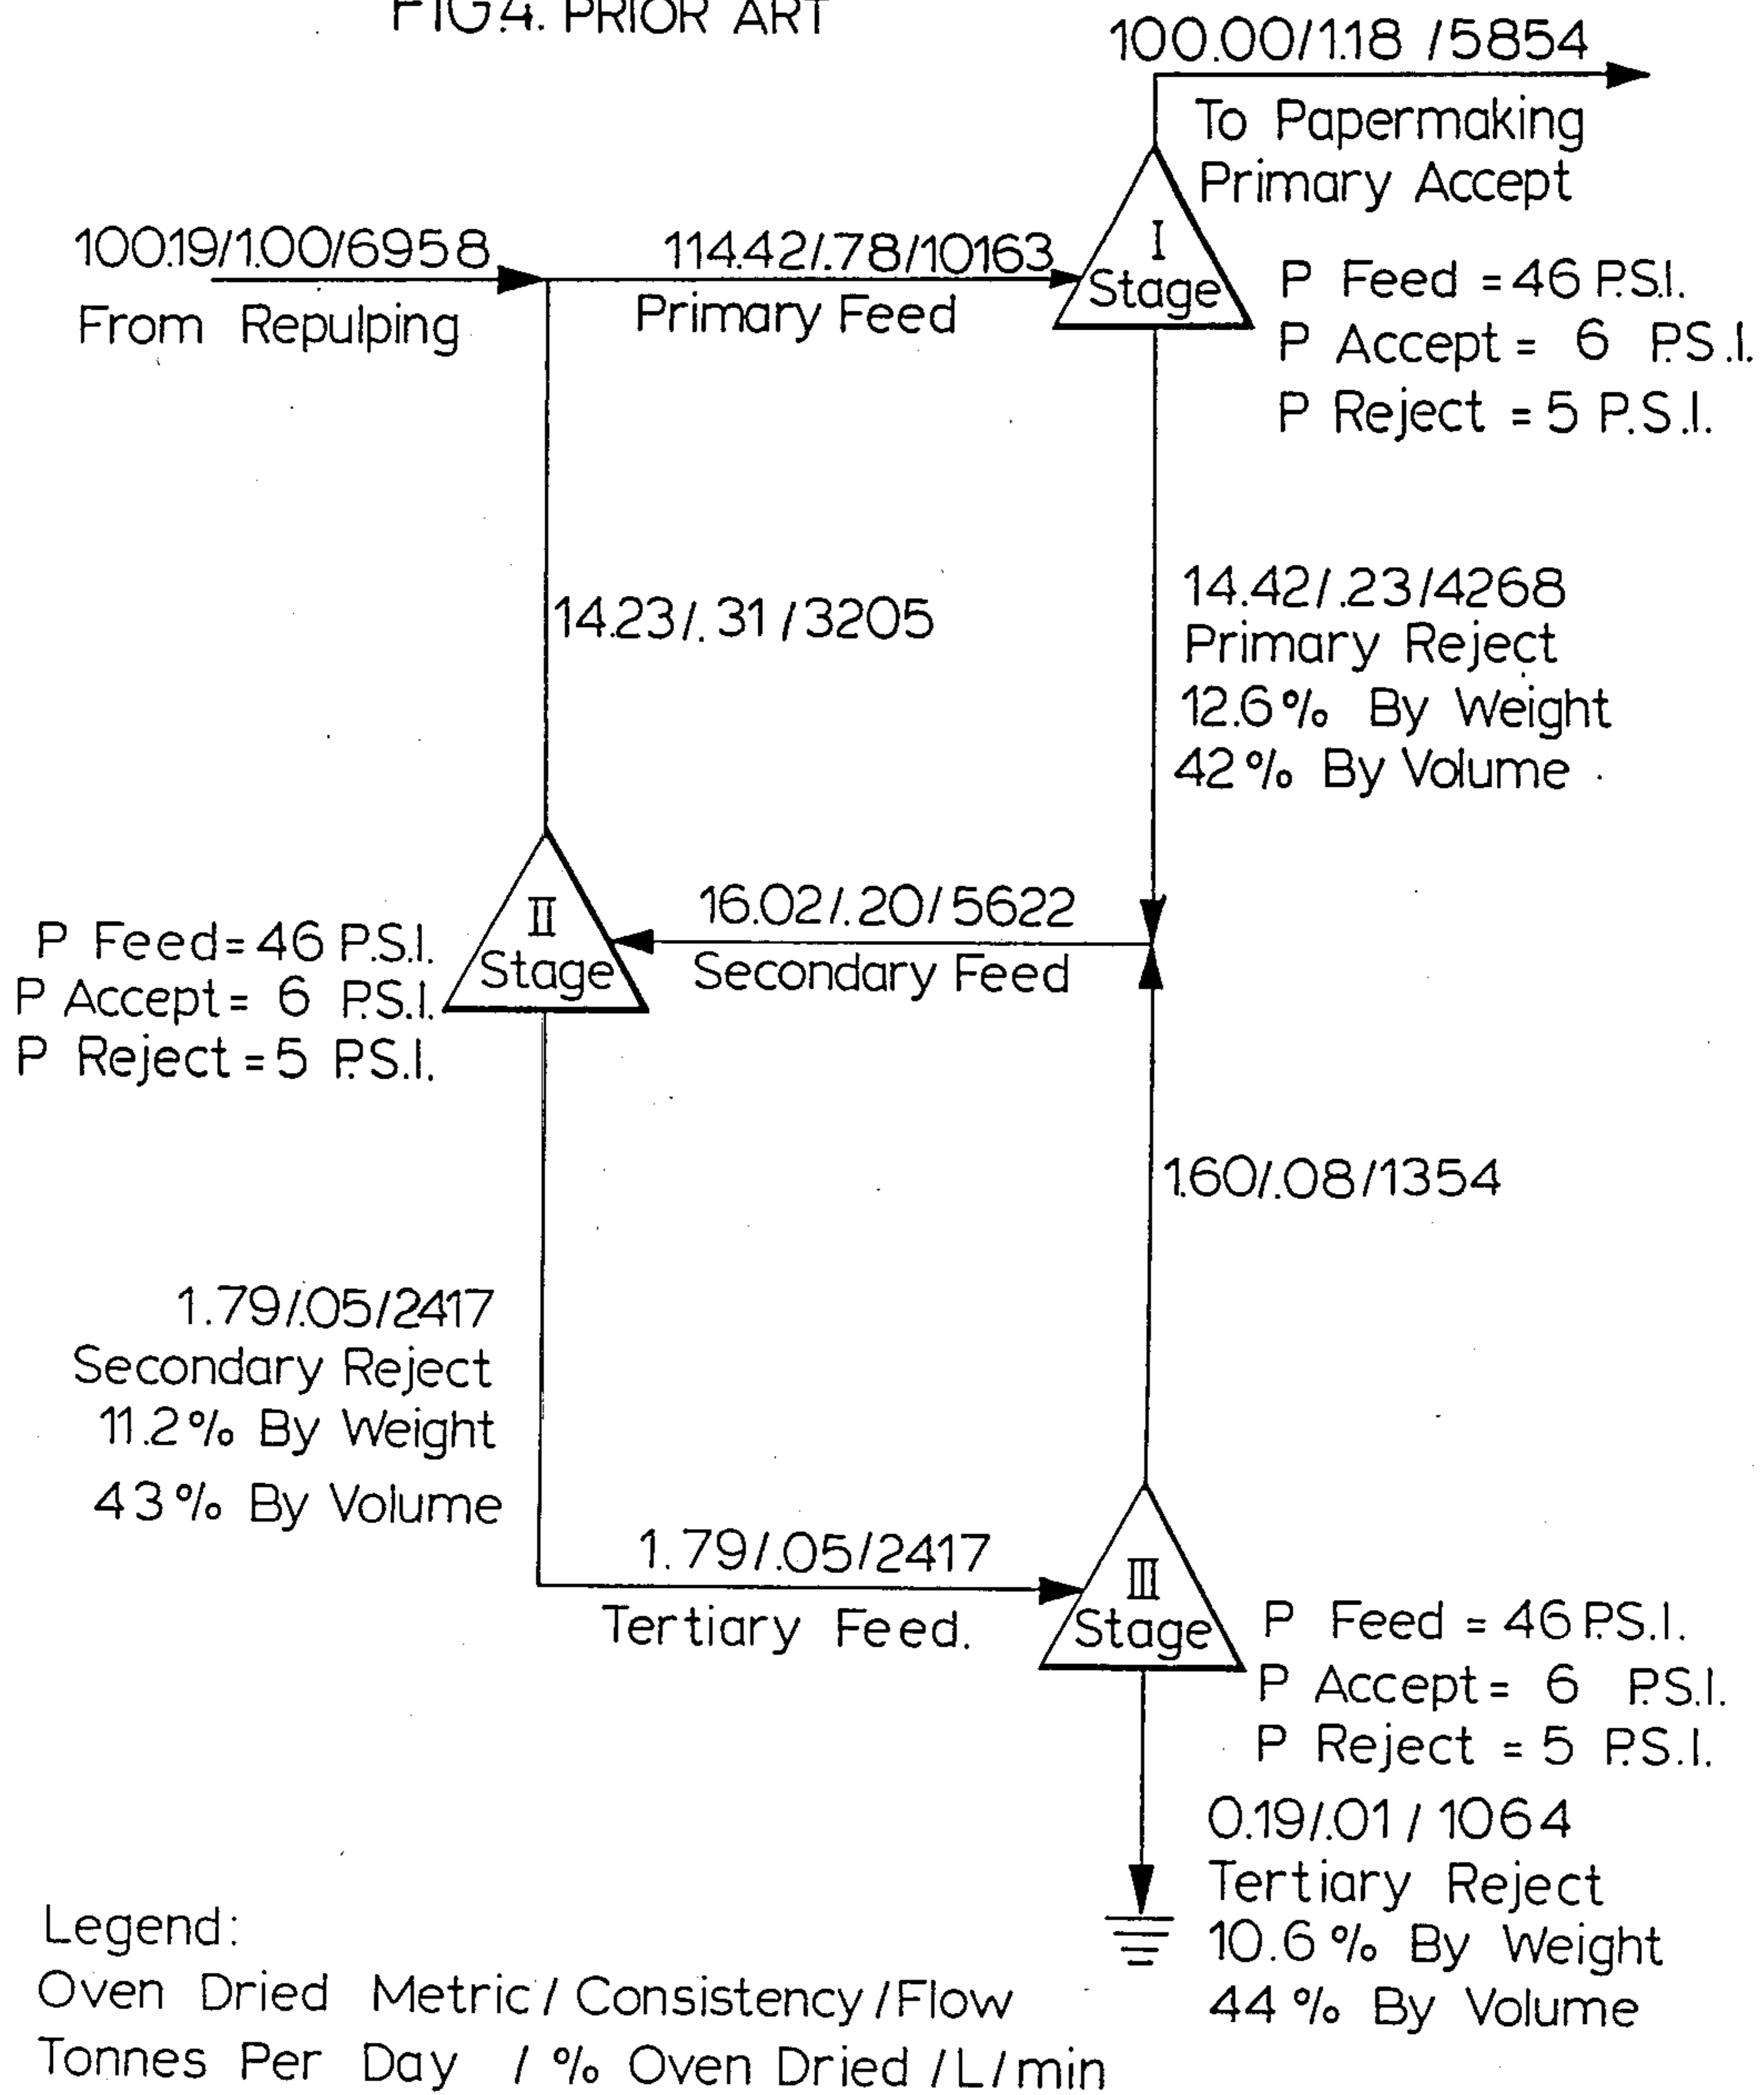 FIG.4. PRIOR ART
100.00/1.18 /5854
To Papermaking
Primary Accept
100.19/1.00/6958
From Repulping
114.42/.78/10163
Primary Feed
I
Stage
P Feed = 46 P.S.I.
P Accept = 6 P.S.I.
P Reject = 5 P.S.I.
14.23/.31/3205
14.42/.23/4268
Primary Reject
12.6% By Weight
42% By Volume
16.02/.20/5622
Secondary Feed
II
Stage
P Feed = 46 P.S.I.
P Accept = 6 P.S.I.
P Reject = 5 P.S.I.
1.60/.08/1354
1.79/.05/2417
Secondary Reject
11.2% By Weight
43% By Volume
1.79/.05/2417
Tertiary Feed.
III
Stage
P Feed = 46 P.S.I.
P Accept = 6 P.S.I.
P Reject = 5 P.S.I.
0.19/.01/1064
Tertiary Reject
10.6% By Weight
44% By Volume
Legend:
Oven Dried Metric / Consistency / Flow
Tonnes Per Day / % Oven Dried / L/min